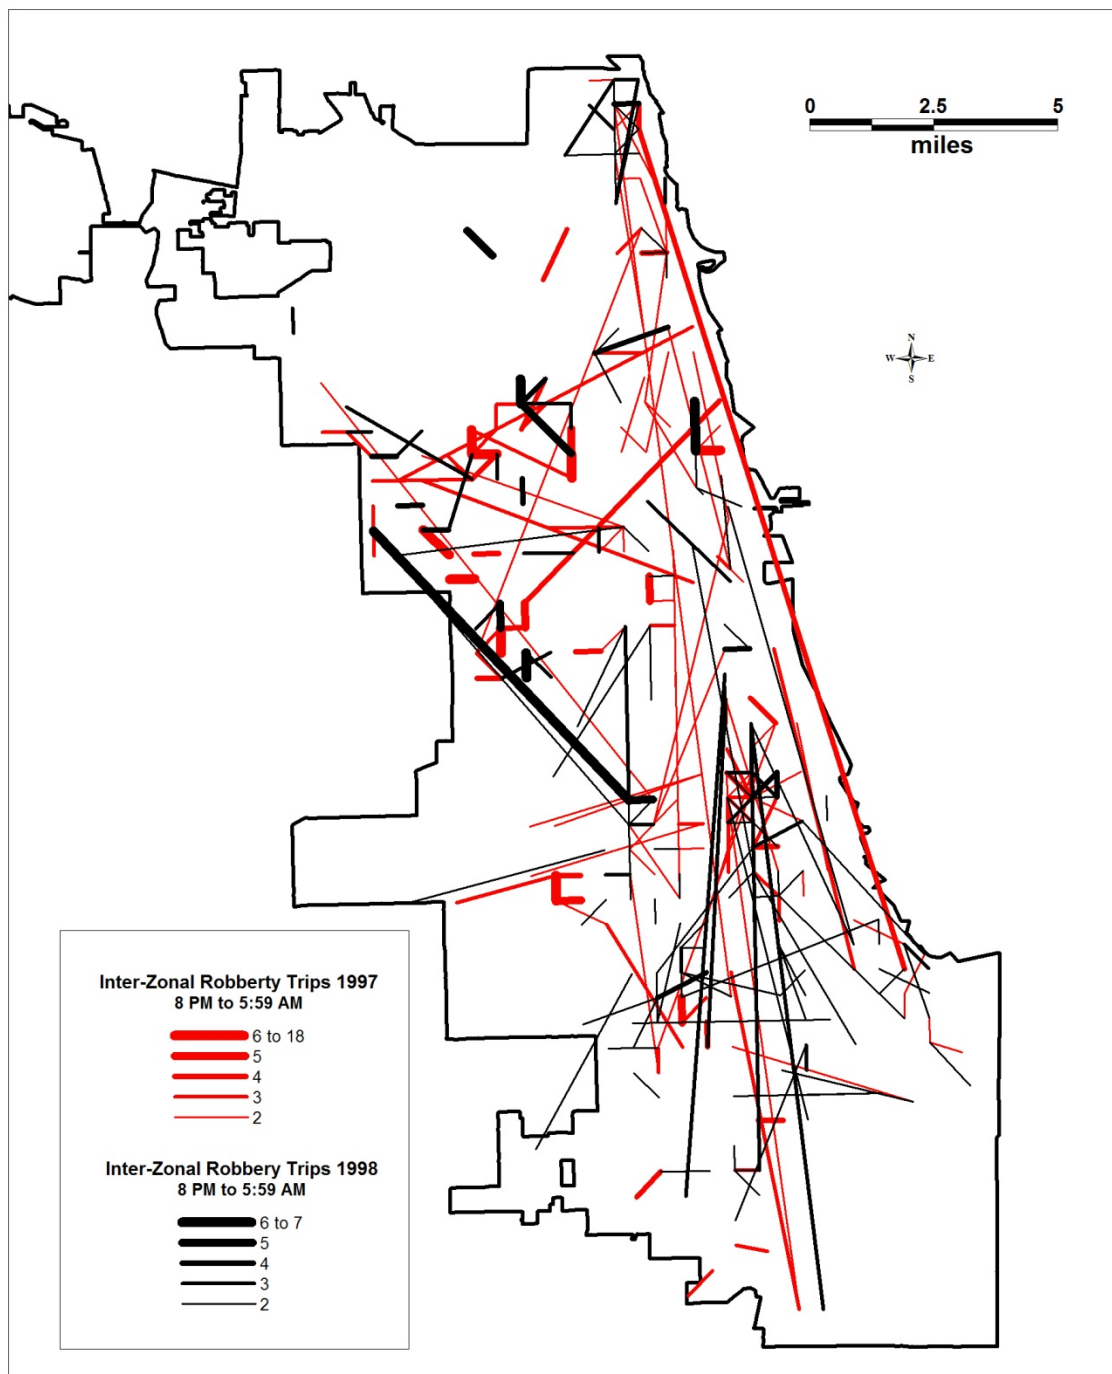 0 2.5 5
miles
N
W E
S
Inter-Zonal Robberty Trips 1997
8 PM to 5:59 AM
6 to 18
5
4
3
2
Inter-Zonal Robbery Trips 1998
8 PM to 5:59 AM
6 to 7
5
4
3
2